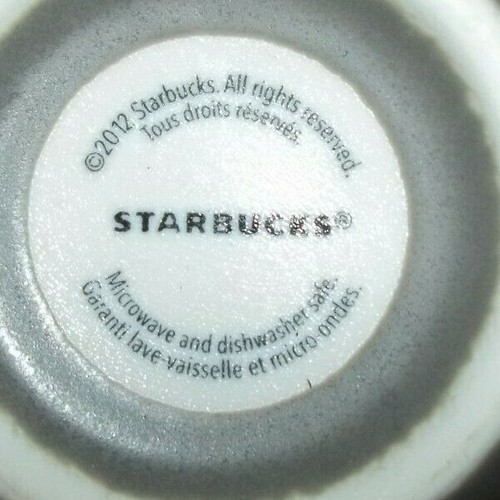 ©2012 Starbucks. All rights reserved.
Tous droits réservés.
STARBUCKS®
Microwave and dishwasher safe.
Garanti lave-vaisselle et micro-ondes.